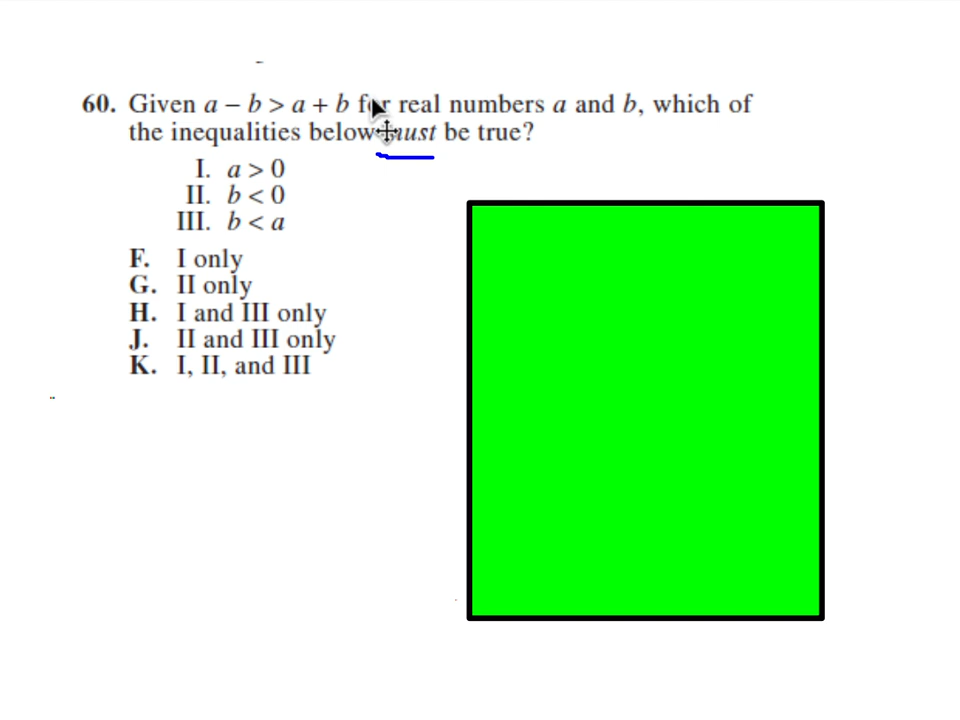 60. Given a – b > a + b for real numbers a and b, which of
the inequalities below must be true?
I. a > 0
II. b < 0
III. b < a
F. I only
G. II only
H. I and III only
J. II and III only
K. I, II, and III